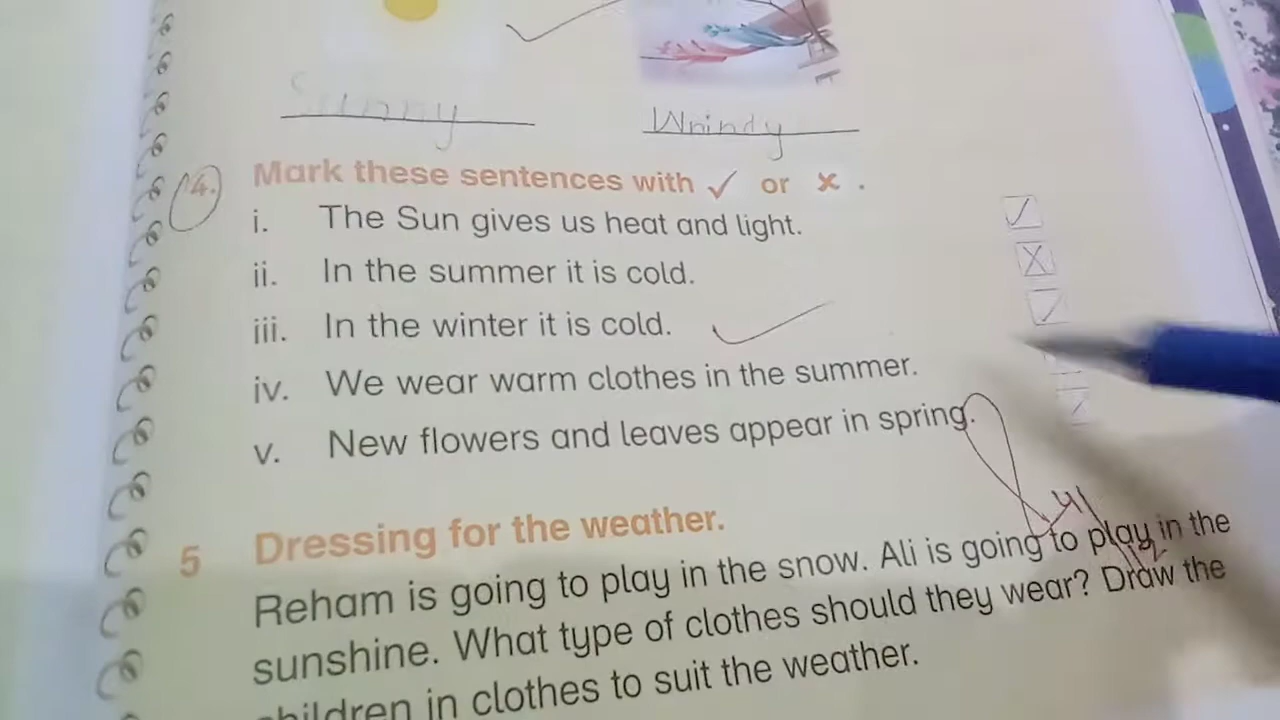 Sunny Wnindy
4. Mark these sentences with ✓ or ✗.
i. The Sun gives us heat and light. ✓
ii. In the summer it is cold. X
iii. In the winter it is cold. ✓
iv. We wear warm clothes in the summer.
v. New flowers and leaves appear in spring. ✓
5 Dressing for the weather.
Reham is going to play in the snow. Ali is going to play in the
sunshine. What type of clothes should they wear? Draw the
children in clothes to suit the weather.